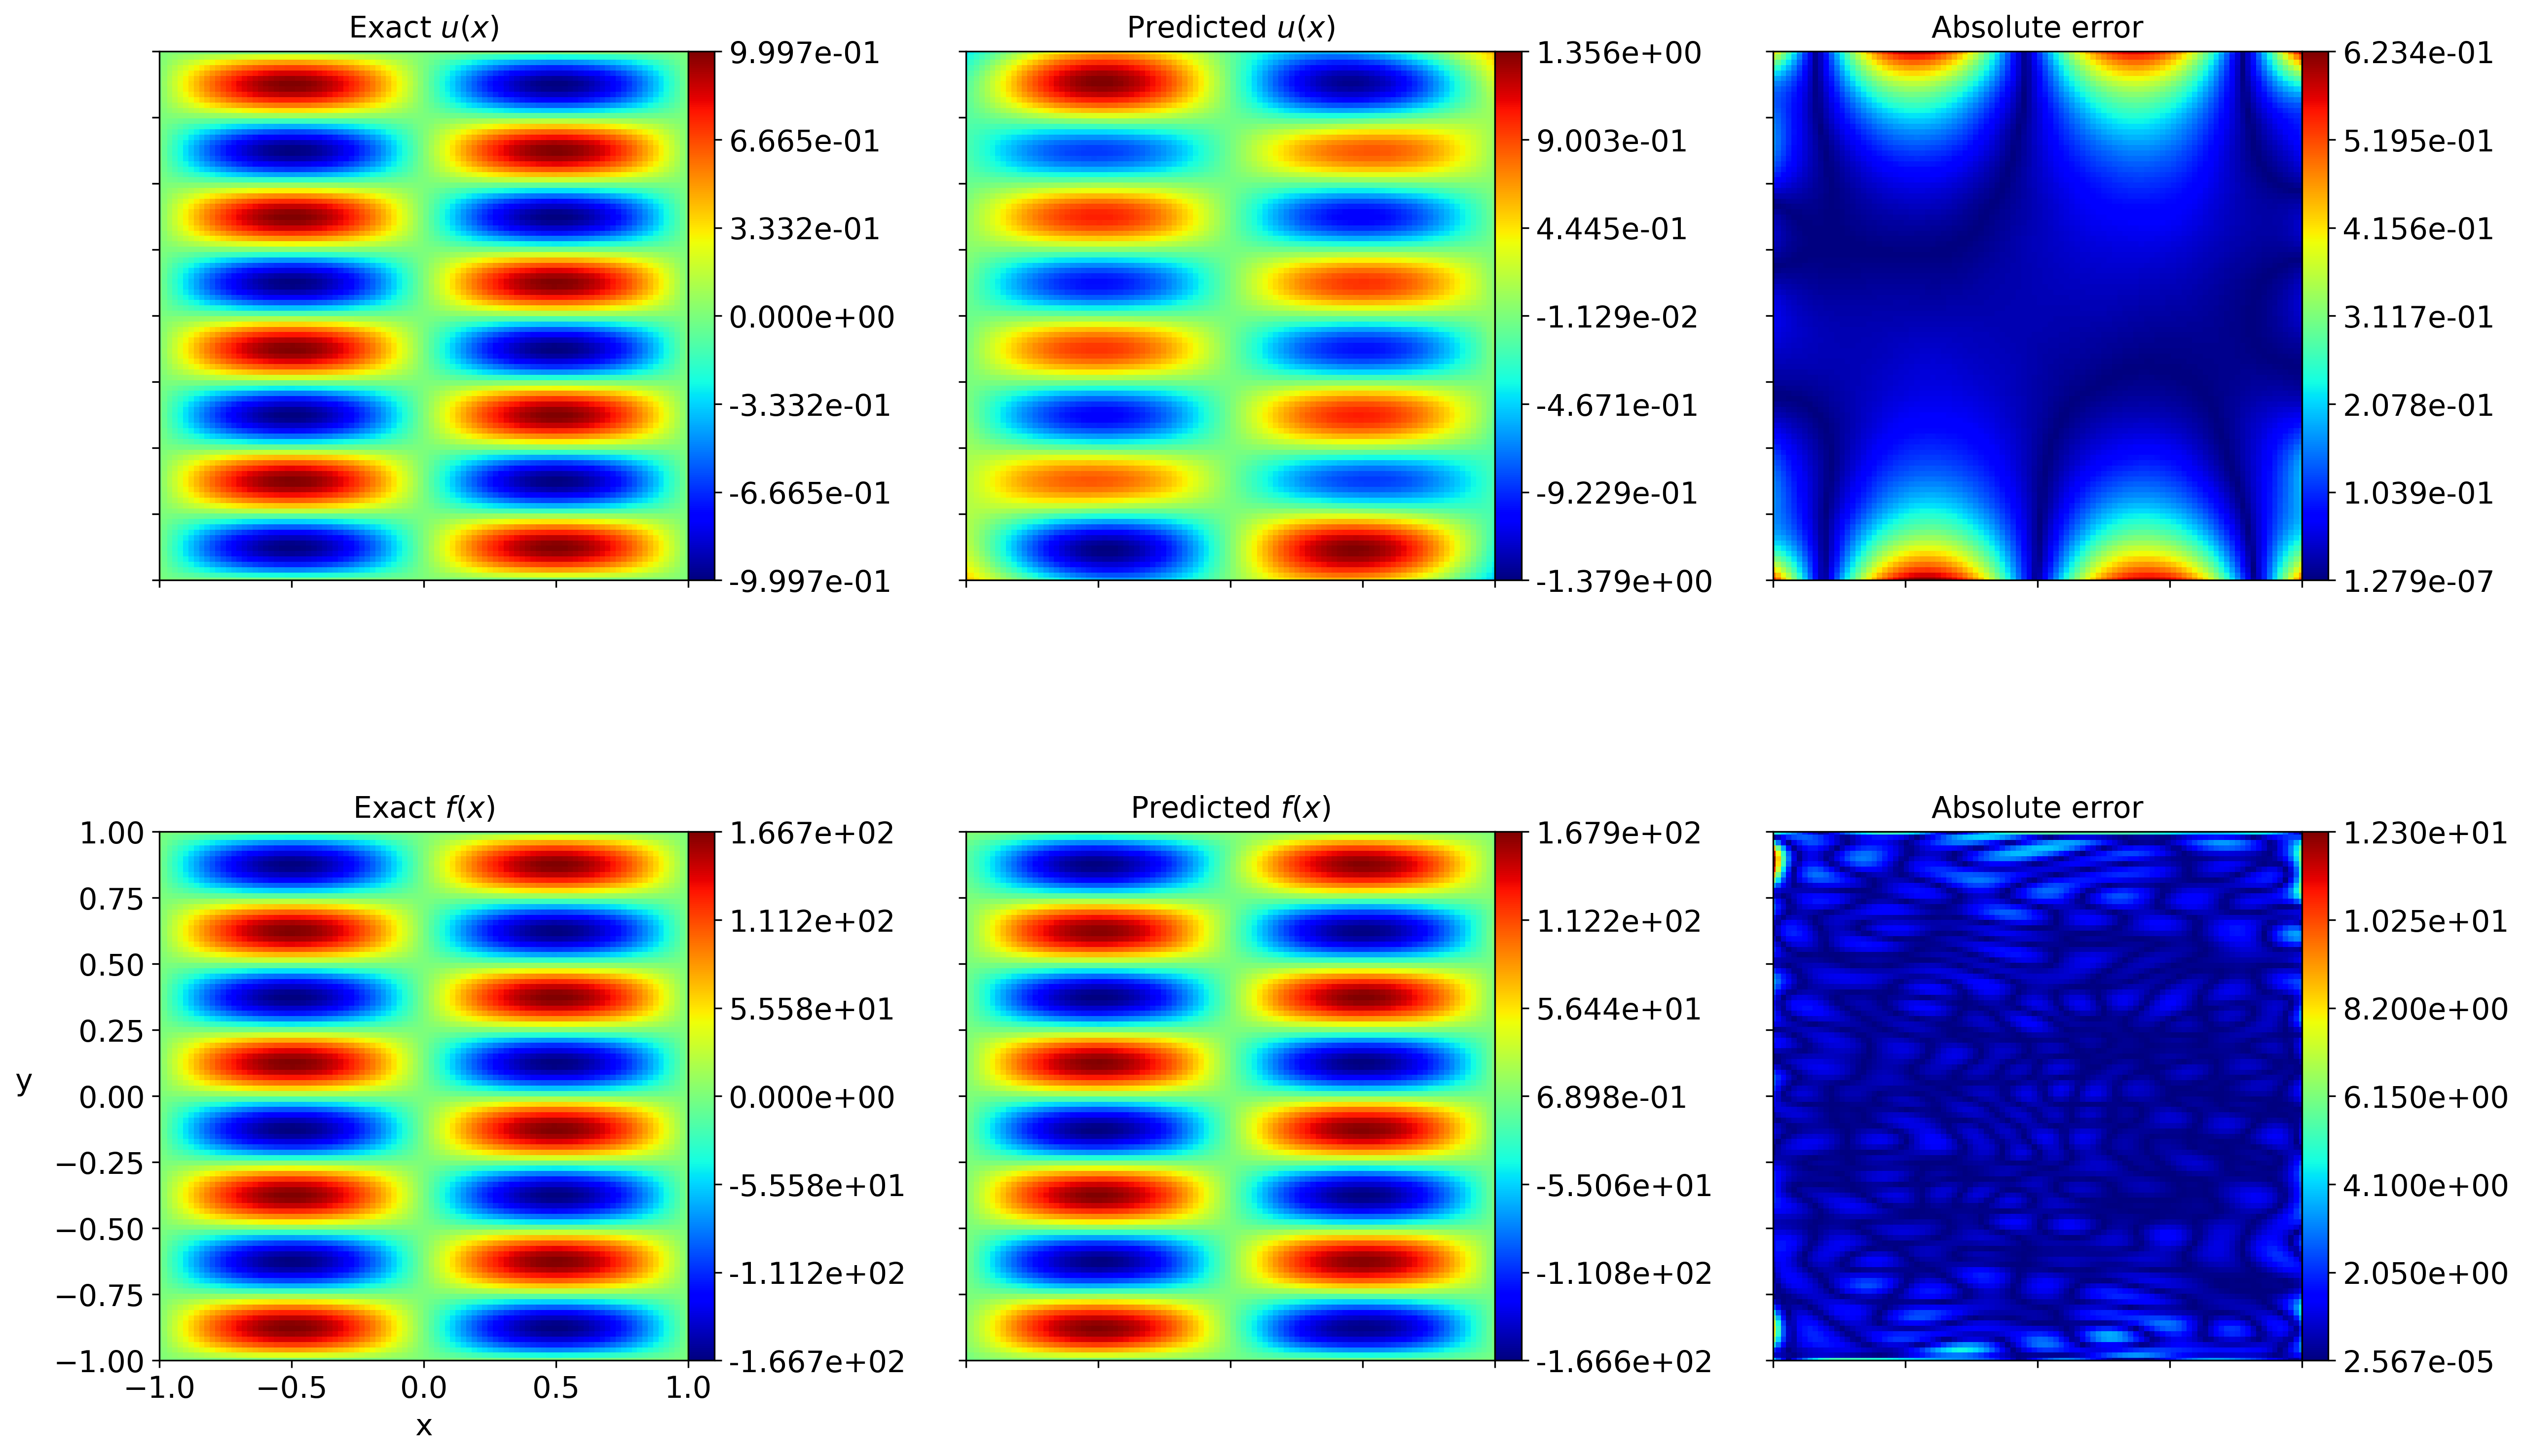 Exact u(x)
9.997e-01
6.665e-01
3.332e-01
0.000e+00
-3.332e-01
-6.665e-01
-9.997e-01
Predicted u(x)
1.356e+00
9.003e-01
4.445e-01
-1.129e-02
-4.671e-01
-9.229e-01
-1.379e+00
Absolute error
6.234e-01
5.195e-01
4.156e-01
3.117e-01
2.078e-01
1.039e-01
1.279e-07
Exact f(x)
1.00
0.75
0.50
0.25
0.00
−0.25
−0.50
−0.75
−1.00
y
−1.0 −0.5 0.0 0.5 1.0
x
1.667e+02
1.112e+02
5.558e+01
0.000e+00
-5.558e+01
-1.112e+02
-1.667e+02
Predicted f(x)
1.679e+02
1.122e+02
5.644e+01
6.898e-01
-5.506e+01
-1.108e+02
-1.666e+02
Absolute error
1.230e+01
1.025e+01
8.200e+00
6.150e+00
4.100e+00
2.050e+00
2.567e-05